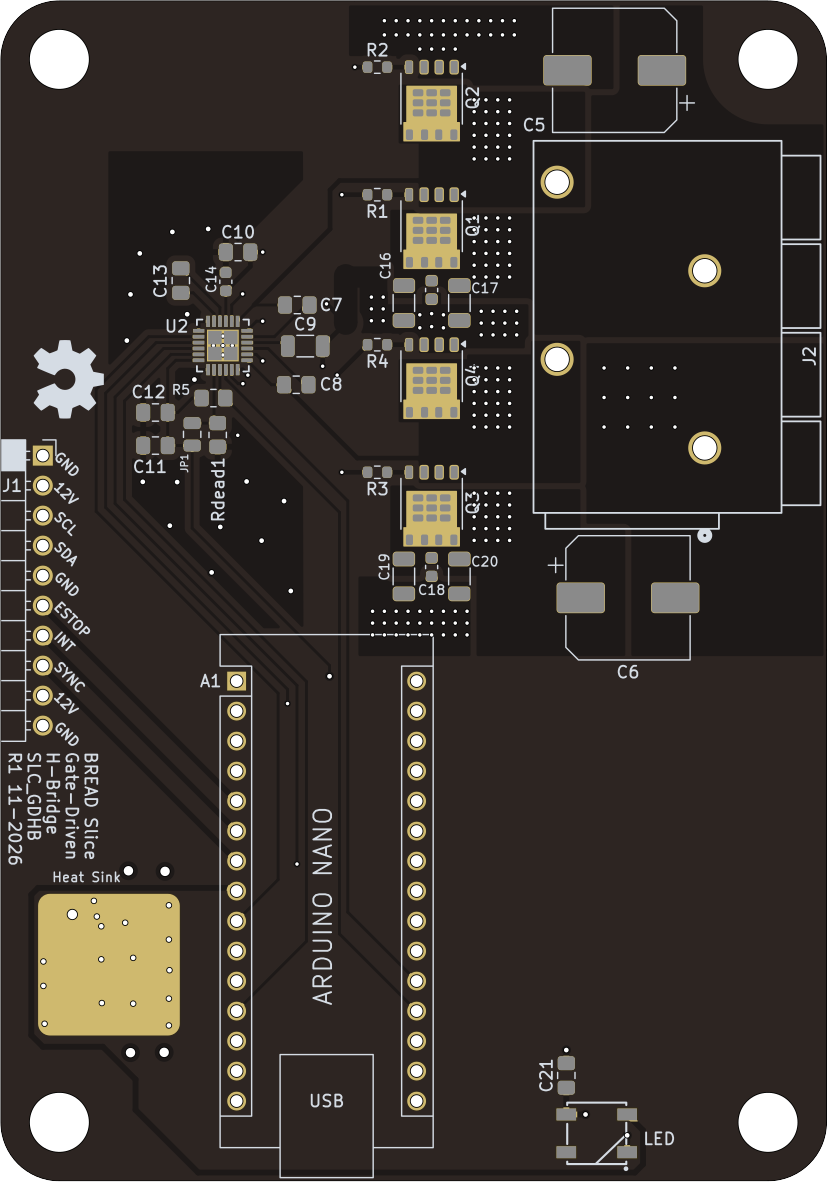 R2
Q2
C5
R1
Q1
C10
C13
C14
C16
C17
C7
U2
C9
R4
C8
Q4
J2
C12
R5
C11
JP1
Rdead1
R3
Q3
J1
GND
12V
SCL
SDA
GND
ESTOP
INT
SYNC
12V
GND
C19
C18
C20
C6
A1
BREAD Slice
Gate-Driven
H-Bridge
SLC_GDHB
R1 11-2026
Heat Sink
ARDUINO NANO
USB
C21
LED